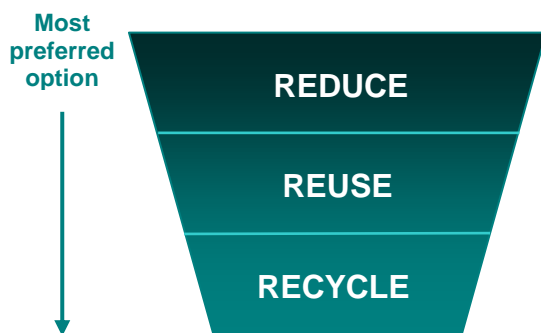 Most
preferred
option
REDUCE
REUSE
RECYCLE